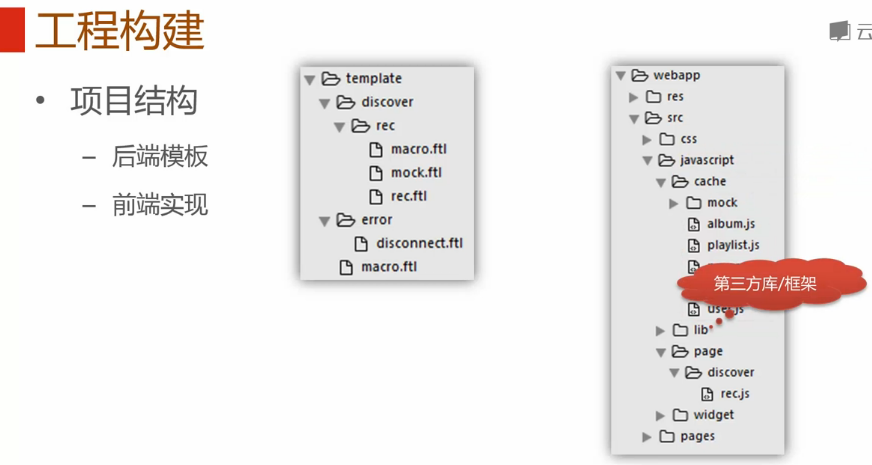 工程构建
云
• 项目结构
– 后端模板
– 前端实现
template
discover
rec
macro.ftl
mock.ftl
rec.ftl
error
disconnect.ftl
macro.ftl
webapp
res
src
css
javascript
cache
mock
album.js
playlist.js
第三方库/框架
user.js
lib
page
discover
rec.js
widget
pages